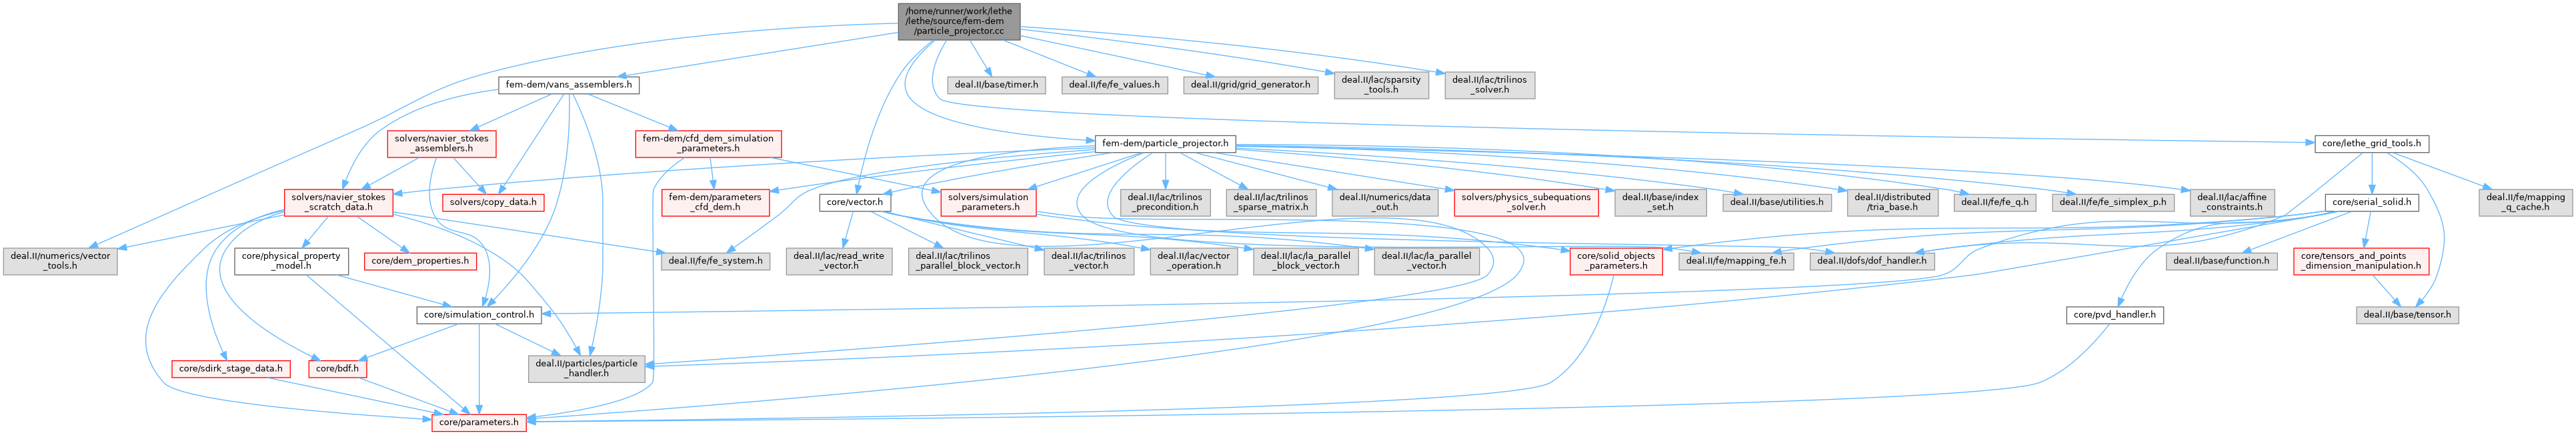 /home/runner/work/lethe
/lethe/source/fem-dem
/particle_projector.cc
fem-dem/vans_assemblers.h
deal.II/base/timer.h
deal.II/fe/fe_values.h
deal.II/grid/grid_generator.h
deal.II/lac/sparsity
_tools.h
deal.II/lac/trilinos
_solver.h
solvers/navier_stokes
_assemblers.h
fem-dem/cfd_dem_simulation
_parameters.h
fem-dem/particle_projector.h
core/lethe_grid_tools.h
solvers/navier_stokes
_scratch_data.h
solvers/copy_data.h
fem-dem/parameters
_cfd_dem.h
core/vector.h
solvers/simulation
_parameters.h
deal.II/lac/trilinos
_precondition.h
deal.II/lac/trilinos
_sparse_matrix.h
deal.II/numerics/data
_out.h
solvers/physics_subequations
_solver.h
deal.II/base/index
_set.h
deal.II/base/utilities.h
deal.II/distributed
/tria_base.h
deal.II/fe/fe_q.h
deal.II/fe/fe_simplex_p.h
deal.II/lac/affine
_constraints.h
core/serial_solid.h
deal.II/fe/mapping
_q_cache.h
deal.II/numerics/vector
_tools.h
core/physical_property
_model.h
core/dem_properties.h
deal.II/fe/fe_system.h
deal.II/lac/read_write
_vector.h
deal.II/lac/trilinos
_parallel_block_vector.h
deal.II/lac/trilinos
_vector.h
deal.II/lac/vector
_operation.h
deal.II/lac/la_parallel
_block_vector.h
deal.II/lac/la_parallel
_vector.h
core/solid_objects
_parameters.h
deal.II/fe/mapping_fe.h
deal.II/dofs/dof_handler.h
deal.II/base/function.h
core/tensors_and_points
_dimension_manipulation.h
core/simulation_control.h
core/pvd_handler.h
deal.II/base/tensor.h
core/sdirk_stage_data.h
core/bdf.h
deal.II/particles/particle
_handler.h
core/parameters.h